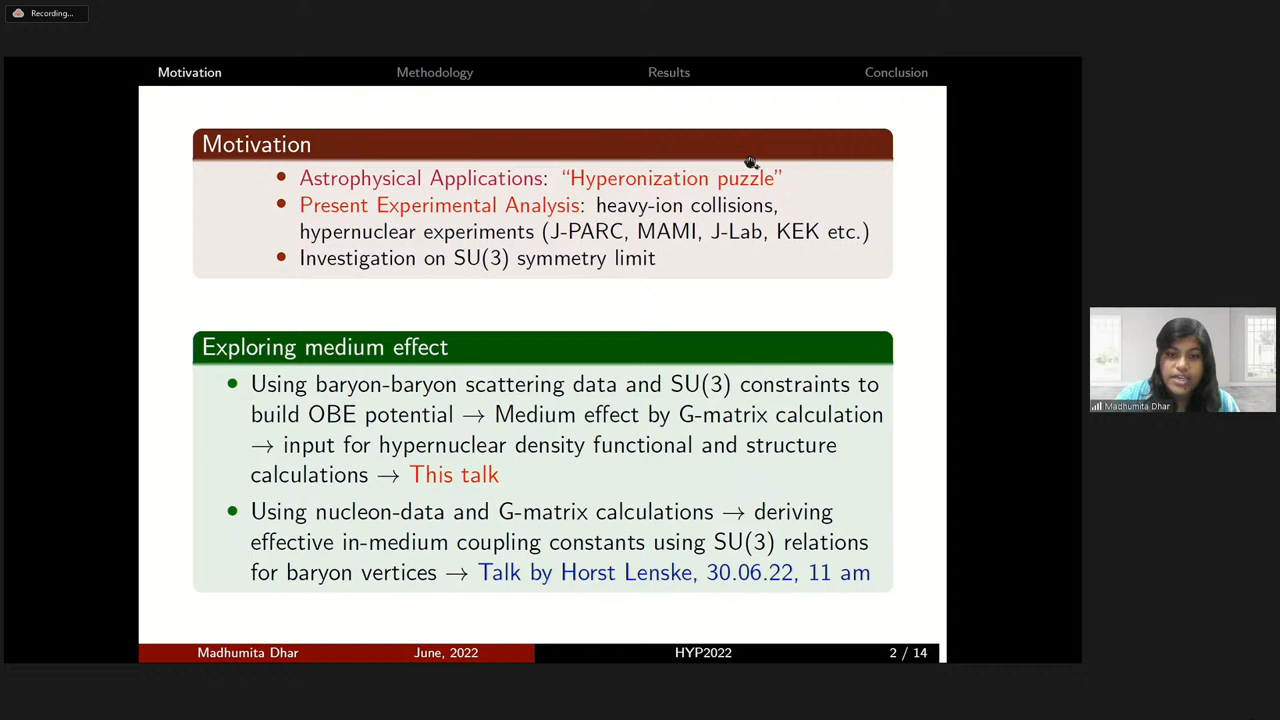 Recording...
Motivation Methodology Results Conclusion
Motivation
• Astrophysical Applications: “Hyperonization puzzle”
• Present Experimental Analysis: heavy-ion collisions,
hypernuclear experiments (J-PARC, MAMI, J-Lab, KEK etc.)
• Investigation on SU(3) symmetry limit
Exploring medium effect
• Using baryon-baryon scattering data and SU(3) constraints to
build OBE potential → Medium effect by G-matrix calculation
→ input for hypernuclear density functional and structure
calculations → This talk
• Using nucleon-data and G-matrix calculations → deriving
effective in-medium coupling constants using SU(3) relations
for baryon vertices → Talk by Horst Lenske, 30.06.22, 11 am
Madhumita Dhar June, 2022 HYP2022 2 / 14
Madhumita Dhar